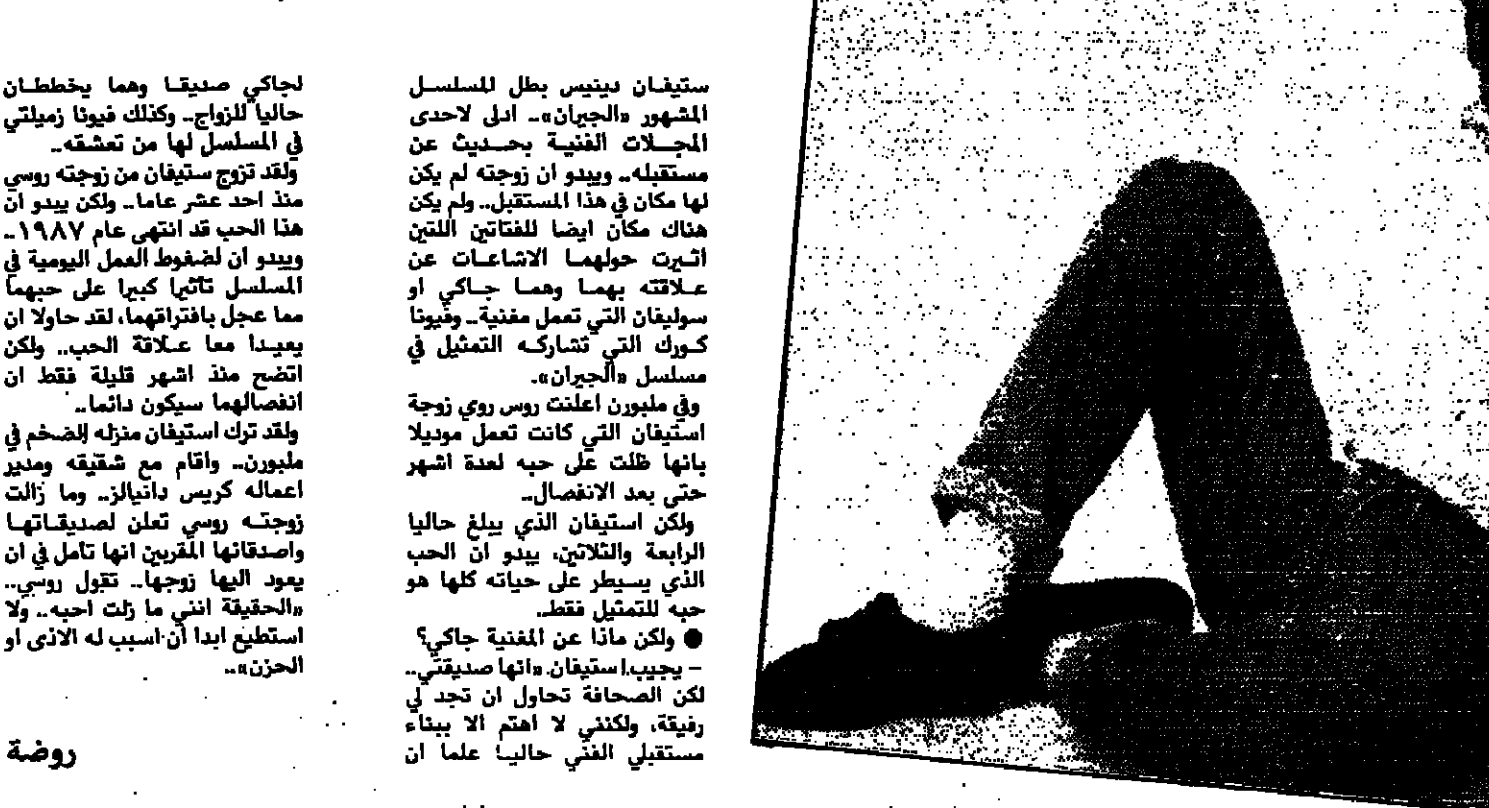 ستيفان دينيس بطل المسلسل
المشهور «الجيران».. ادلى لاحدى
المجلات الفنية بحديث عن
مستقبله.. ويبدو ان زوجته لم يكن
لها مكان في هذا المستقبل.. ولم يكن
هناك مكان ايضا للفتاتين اللتين
اثيرت حولهما الاشاعات عن
علاقته بهما وهما جاكي او
سوليفان التي تعمل مغنية.. وفيونا
كورك التي تشاركه التمثيل في
مسلسل «الجيران».
وفي ملبورن اعلنت روس روي زوجة
استيفان التي كانت تعمل موديلا
بانها ظلت على حبه لعدة اشهر
حتى بعد الانفصال..
ولكن استيفان الذي يبلغ حاليا
الرابعة والثلاثين، يبدو ان الحب
الذي يسيطر على حياته كلها هو
حبه للتمثيل فقط..
● ولكن ماذا عن المغنية جاكي؟
– يجيب استيفان «انها صديقتي..
لكن الصحافة تحاول ان تجد لي
رفيقة، ولكنني لا اهتم الا ببناء
مستقبلي الفني حاليا علما ان
لجاكي صديقا وهما يخططان
حاليا للزواج.. وكذلك فيونا زميلتي
في المسلسل لها من تعشقه..
ولقد تزوج ستيفان من زوجته روسي
منذ احد عشر عاما.. ولكن يبدو ان
هذا الحب قد انتهى عام ١٩٨٧..
ويبدو ان لضغوط العمل اليومية في
المسلسل تأثيرا كبيرا على حبهما
مما عجل بافتراقهما، لقد حاولا ان
يعيدا معا علاقة الحب.. ولكن
اتضح منذ اشهر قليلة فقط ان
انفصالهما سيكون دائما..
ولقد ترك استيفان منزله الضخم في
ملبورن.. واقام مع شقيقه ومدير
اعماله كريس دانيالز.. وما زالت
زوجته روسي تعلن لصديقاتها
واصدقائها المقربين انها تأمل في ان
يعود اليها زوجها.. تقول روسي..
«الحقيقة انني ما زلت احبه.. ولا
استطيع ابدا ان اسبب له الاذى او
الحزن»..
روضة